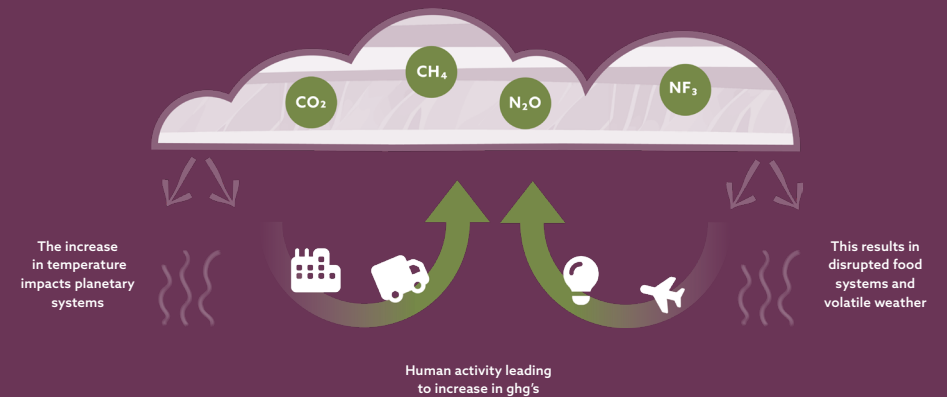 CO₂
CH₄
N₂O
NF₃
The increase
in temperature
impacts planetary
systems
This results in
disrupted food
systems and
volatile weather
Human activity leading
to increase in ghg's